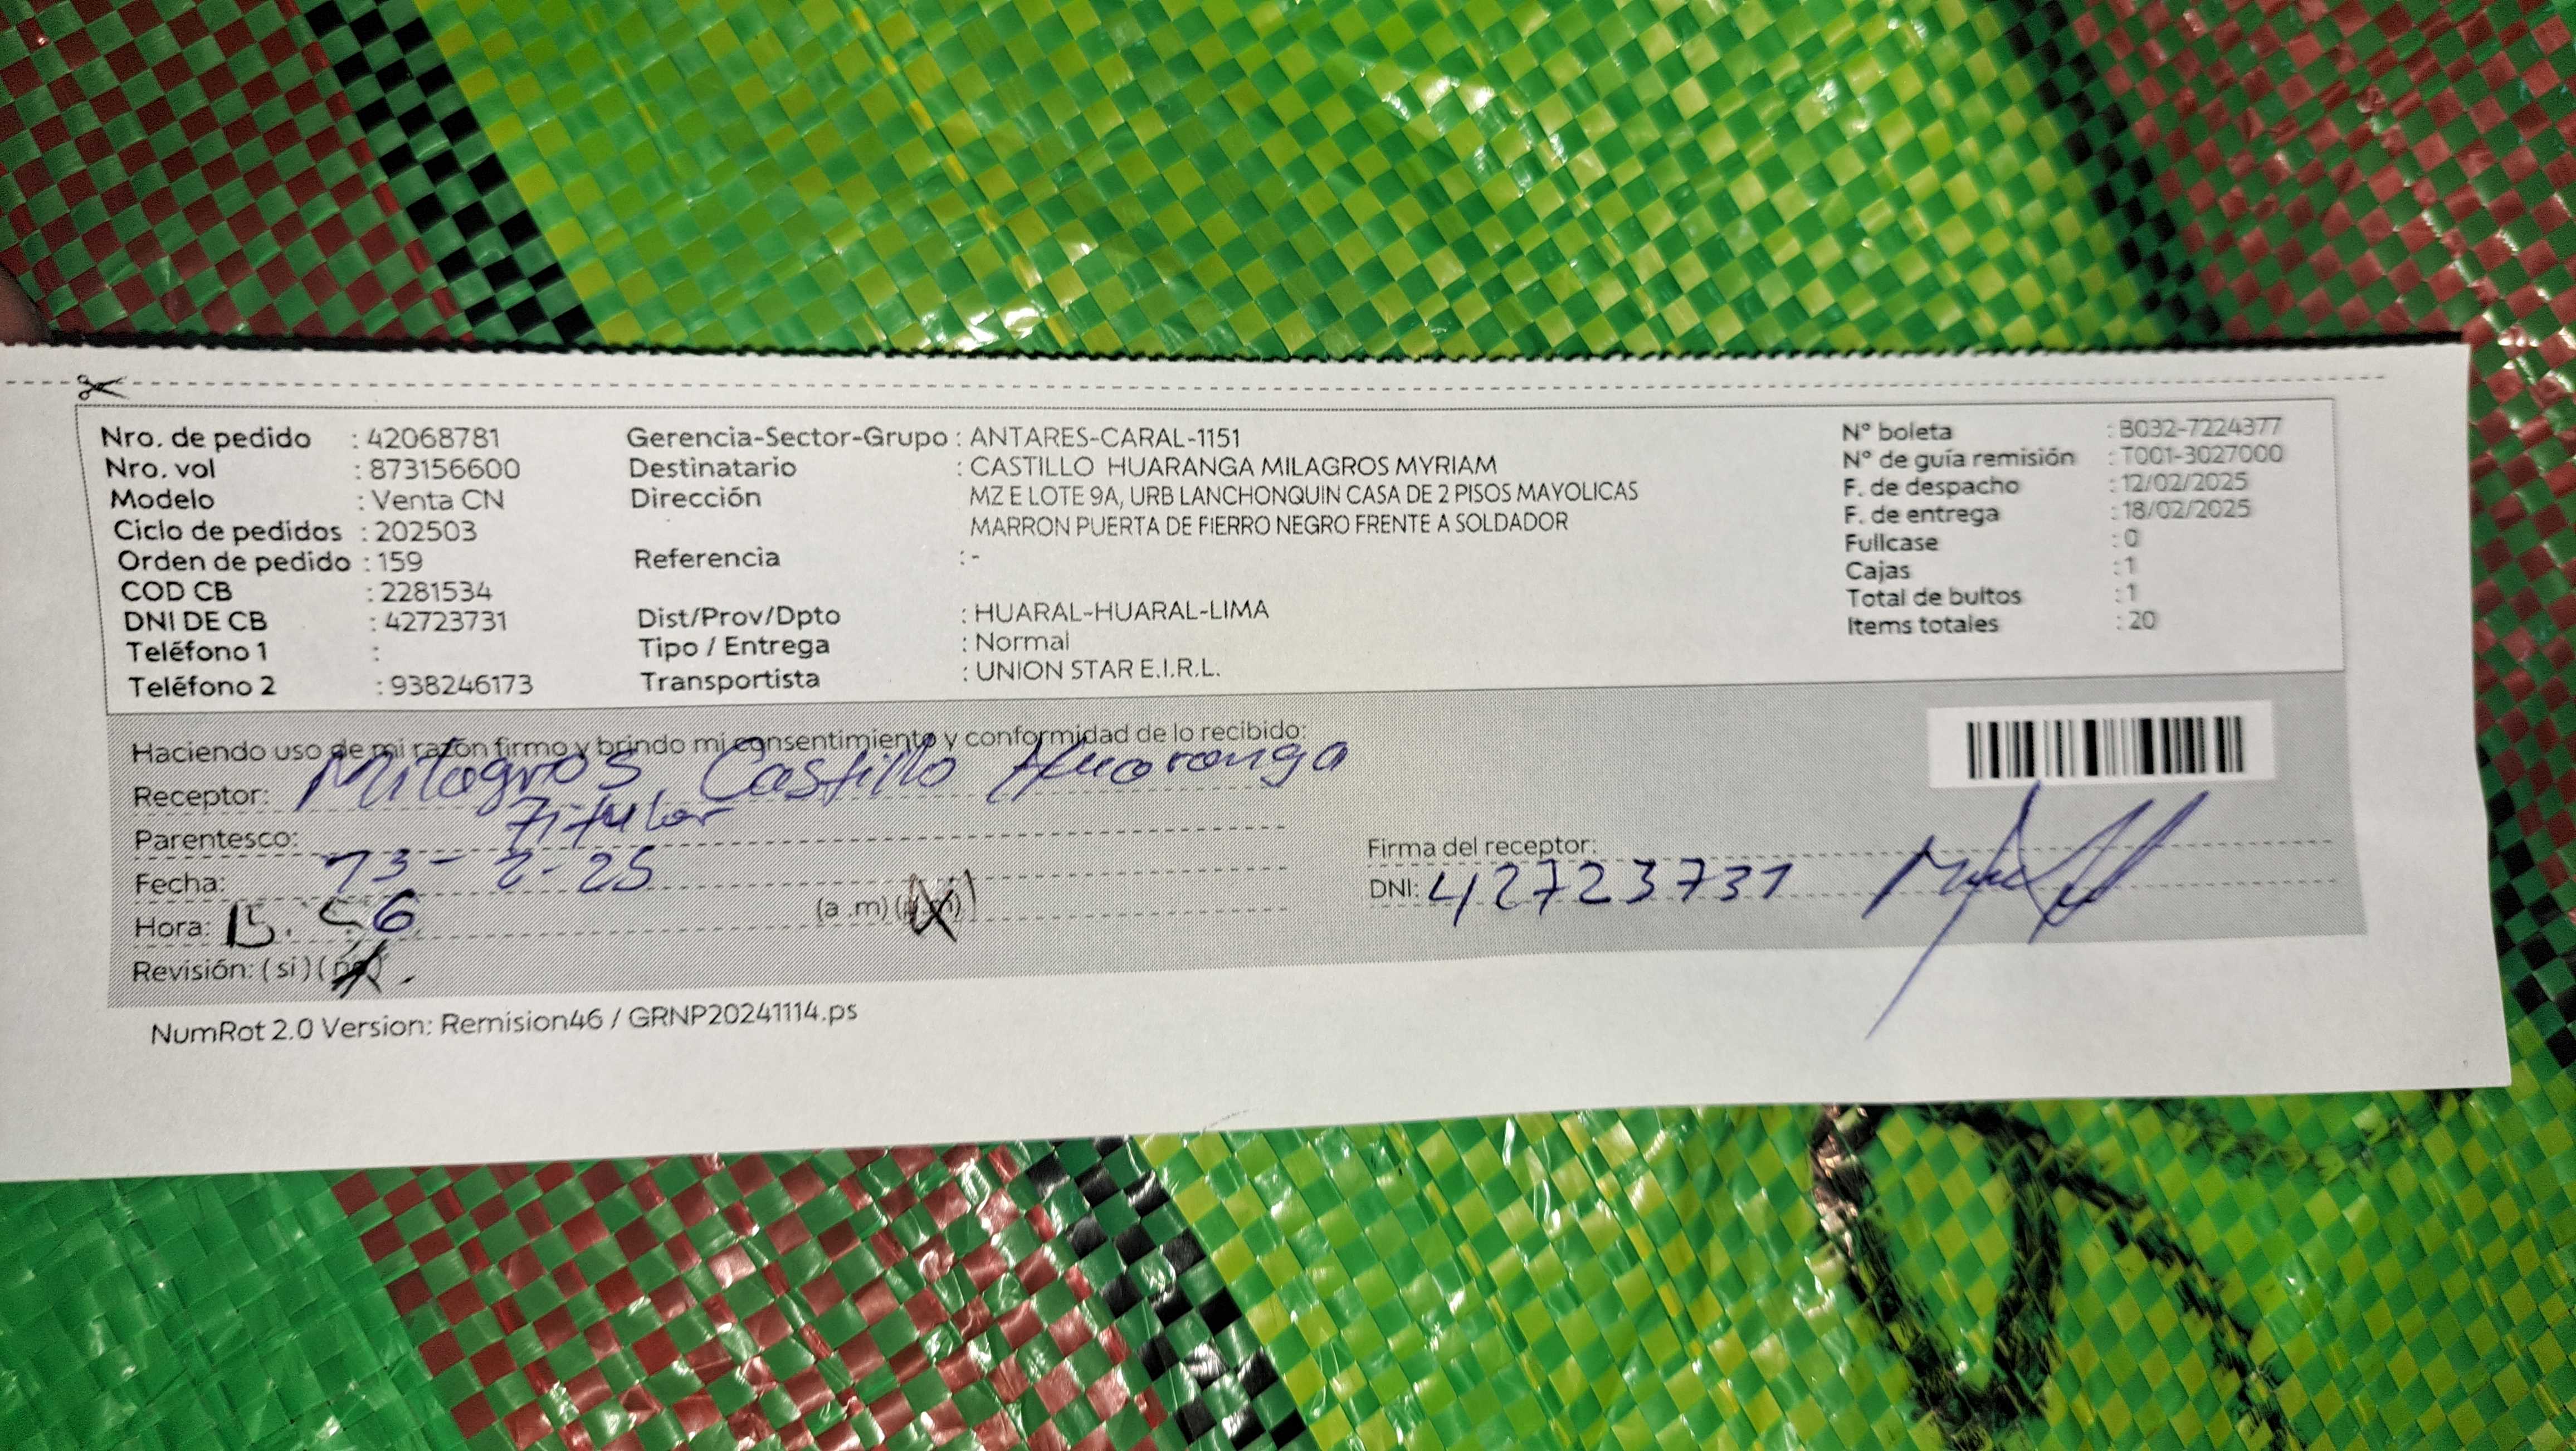 Nro. de pedido : 42068781
Nro. vol : 873156600
Modelo : Venta CN
Ciclo de pedidos : 202503
Orden de pedido : 159
COD CB : 2281534
DNI DE CB : 42723731
Teléfono 1 :
Teléfono 2 : 938246173
Gerencia-Sector-Grupo : ANTARES-CARAL-1151
Destinatario : CASTILLO HUARANGA MILAGROS MYRIAM
Dirección MZ E LOTE 9A, URB LANCHONQUIN CASA DE 2 PISOS MAYOLICAS
MARRON PUERTA DE FIERRO NEGRO FRENTE A SOLDADOR
Referencia : -
Dist/Prov/Dpto : HUARAL-HUARAL-LIMA
Tipo / Entrega : Normal
Transportista : UNION STAR E.I.R.L.
N° boleta : B032-7224377
N° de guía remisión : T001-3027000
F. de despacho : 12/02/2025
F. de entrega : 18/02/2025
Fullcase : 0
Cajas : 1
Total de bultos : 1
Items totales : 20
Haciendo uso de mi razón firmo y brindo mi consentimiento y conformidad de lo recibido:
Receptor: Milagros Castillo Huaranga
Parentesco: Titular
Fecha: 13-2-25
Hora: 15. 56 (a .m) (p.m)
Revisión: (si) (no)
Firma del receptor:
DNI: 42723731
NumRot 2.0 Version: Remision46 / GRNP20241114.ps